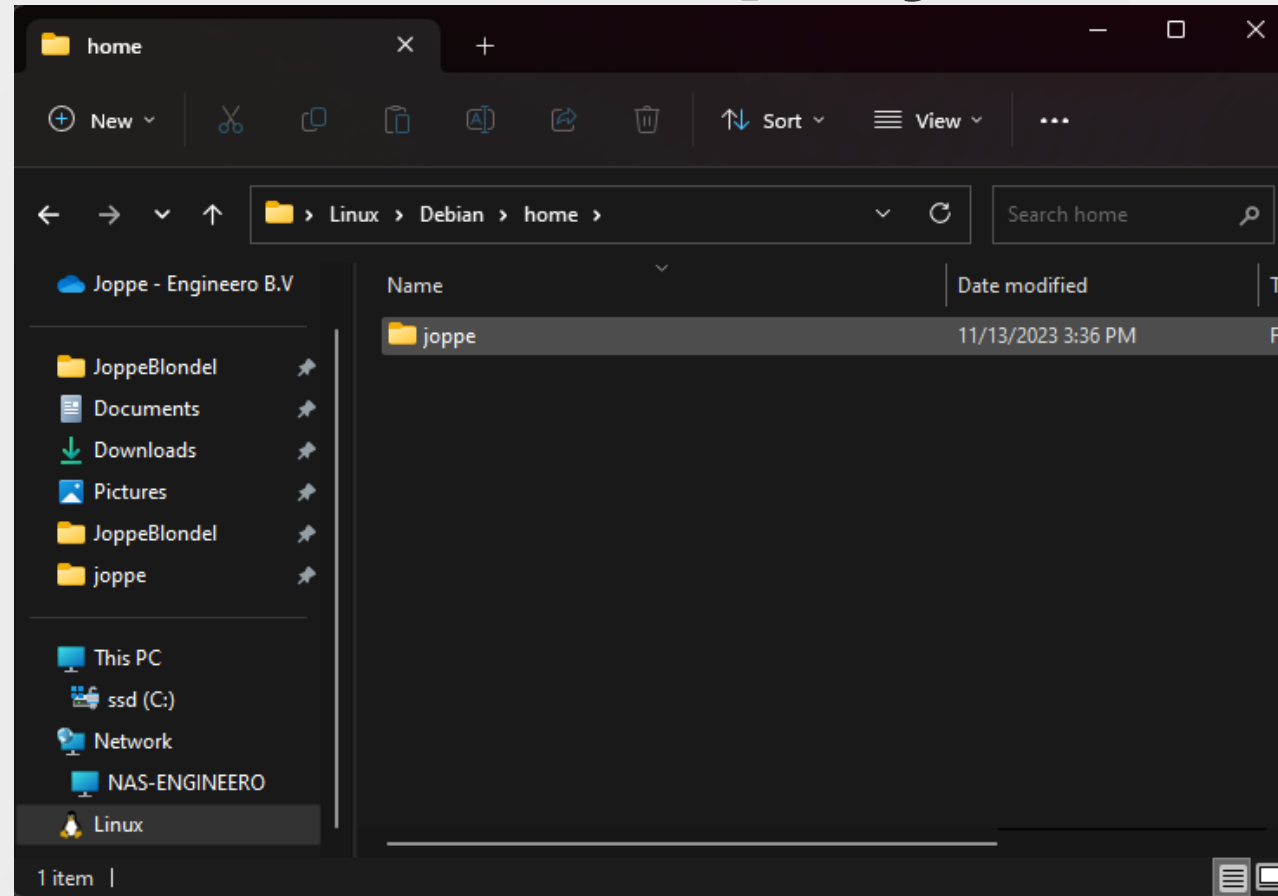 home
New
Sort
View
Linux > Debian > home >
Search home
Joppe - Engineero B.V
JoppeBlondel
Documents
Downloads
Pictures
JoppeBlondel
joppe
This PC
ssd (C:)
Network
NAS-ENGINEERO
Linux
Name
Date modified
joppe
11/13/2023 3:36 PM
1 item